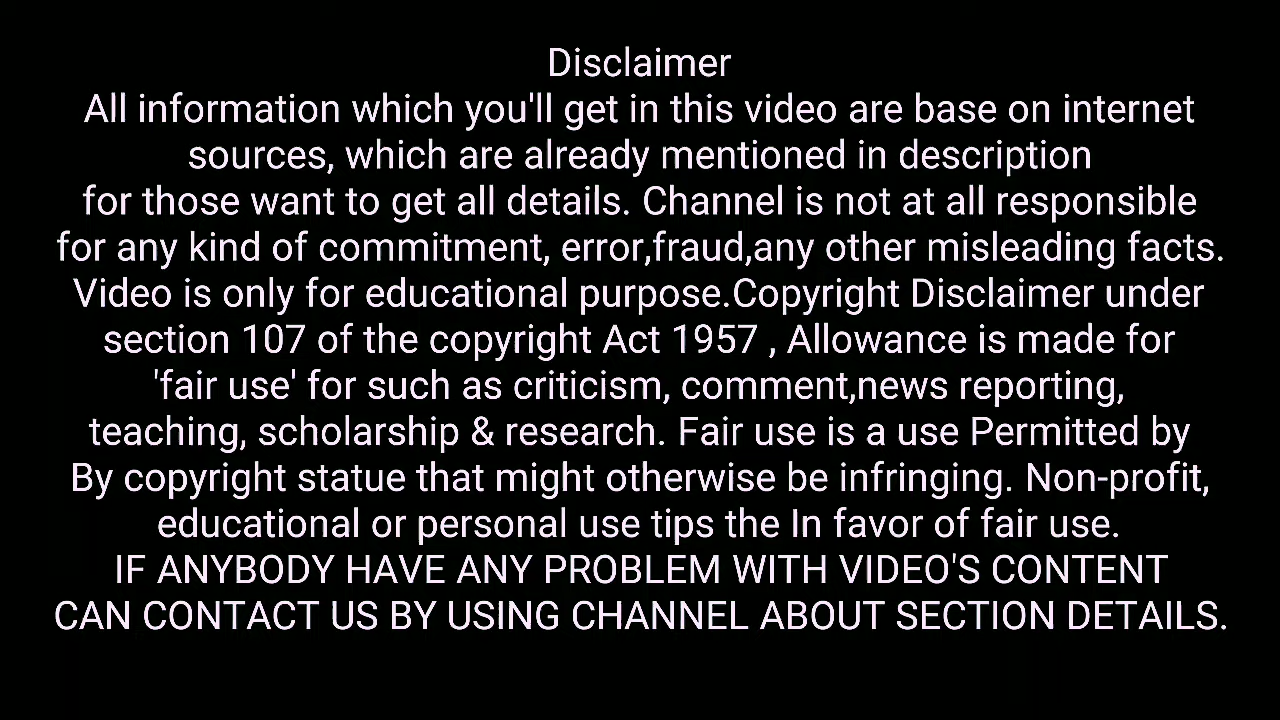 Disclaimer
All information which you'll get in this video are base on internet
sources, which are already mentioned in description
for those want to get all details. Channel is not at all responsible
for any kind of commitment, error,fraud,any other misleading facts.
Video is only for educational purpose.Copyright Disclaimer under
section 107 of the copyright Act 1957 , Allowance is made for
'fair use' for such as criticism, comment,news reporting,
teaching, scholarship & research. Fair use is a use Permitted by
By copyright statue that might otherwise be infringing. Non-profit,
educational or personal use tips the In favor of fair use.
IF ANYBODY HAVE ANY PROBLEM WITH VIDEO'S CONTENT
CAN CONTACT US BY USING CHANNEL ABOUT SECTION DETAILS.